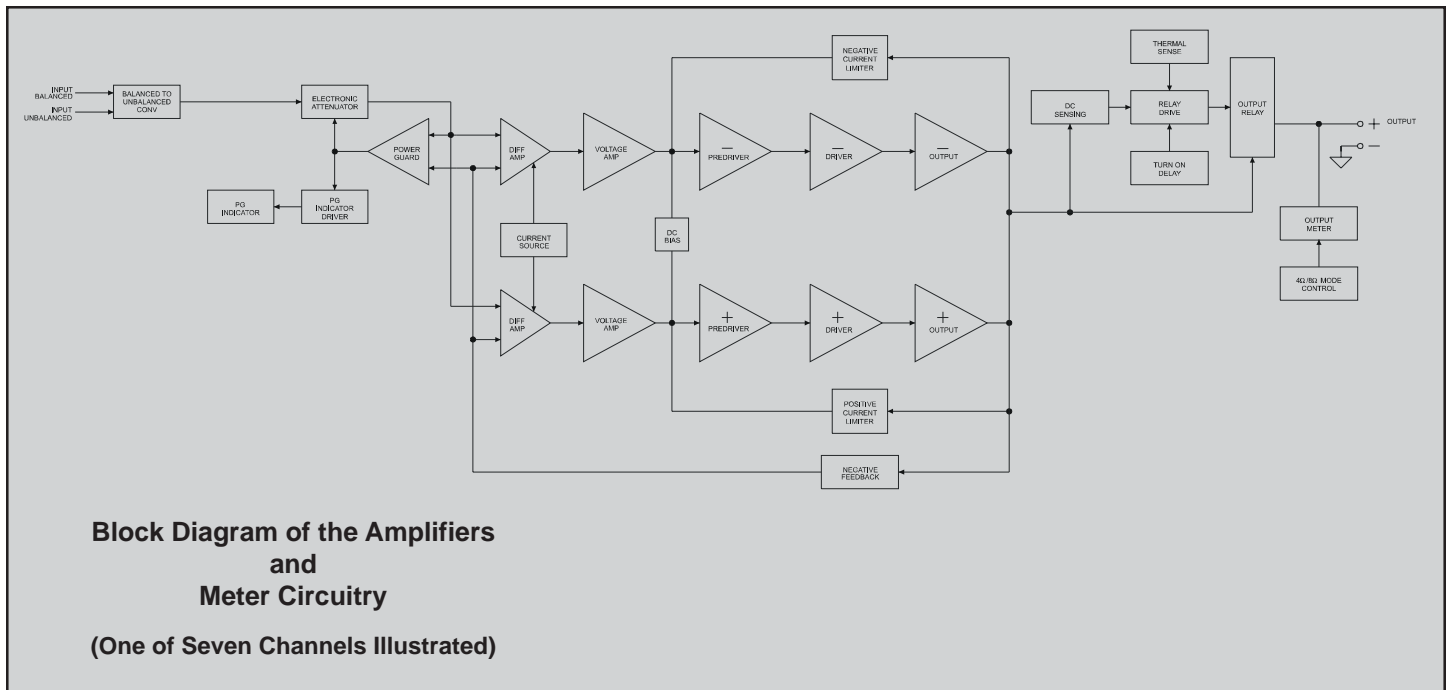 NEGATIVE
CURRENT
LIMITER
THERMAL
SENSE
INPUT
BALANCED
INPUT
UNBALANCED
BALANCED TO
UNBALANCED
CONV
ELECTRONIC
ATTENUATOR
POWER
GUARD
DIFF
AMP
VOLTAGE
AMP
−
PREDRIVER
−
DRIVER
−
OUTPUT
DC
SENSING
RELAY
DRIVE
OUTPUT
RELAY
+ OUTPUT
−
TURN ON
DELAY
PG
INDICATOR
PG
INDICATOR
DRIVER
CURRENT
SOURCE
DC
BIAS
OUTPUT
METER
4Ω/8Ω MODE
CONTROL
DIFF
AMP
VOLTAGE
AMP
+
PREDRIVER
+
DRIVER
+
OUTPUT
POSITIVE
CURRENT
LIMITER
NEGATIVE
FEEDBACK
Block Diagram of the Amplifiers
and
Meter Circuitry
(One of Seven Channels Illustrated)